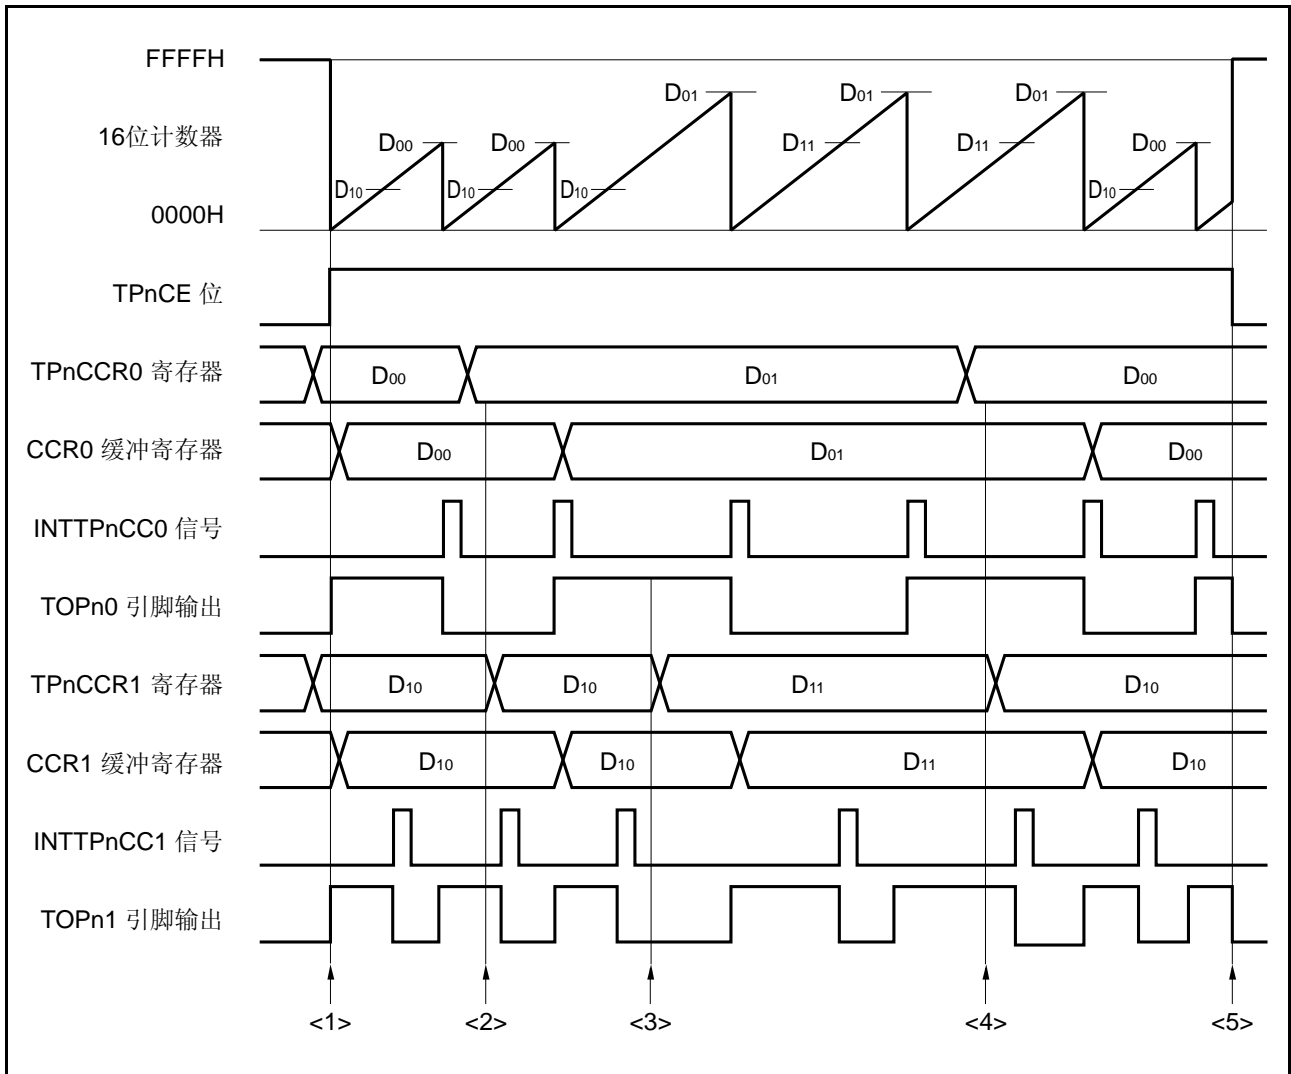 FFFFH
D01 D01 D01
16位计数器 D00 D00 D11 D11 D00
D10 D10 D10 D10
0000H
TPnCE 位
TPnCCR0 寄存器 D00 D01 D00
CCR0 缓冲寄存器 D00 D01 D00
INTTPnCC0 信号
TOPn0 引脚输出
TPnCCR1 寄存器 D10 D10 D11 D10
CCR1 缓冲寄存器 D10 D10 D11 D10
INTTPnCC1 信号
TOPn1 引脚输出
<1> <2> <3> <4> <5>